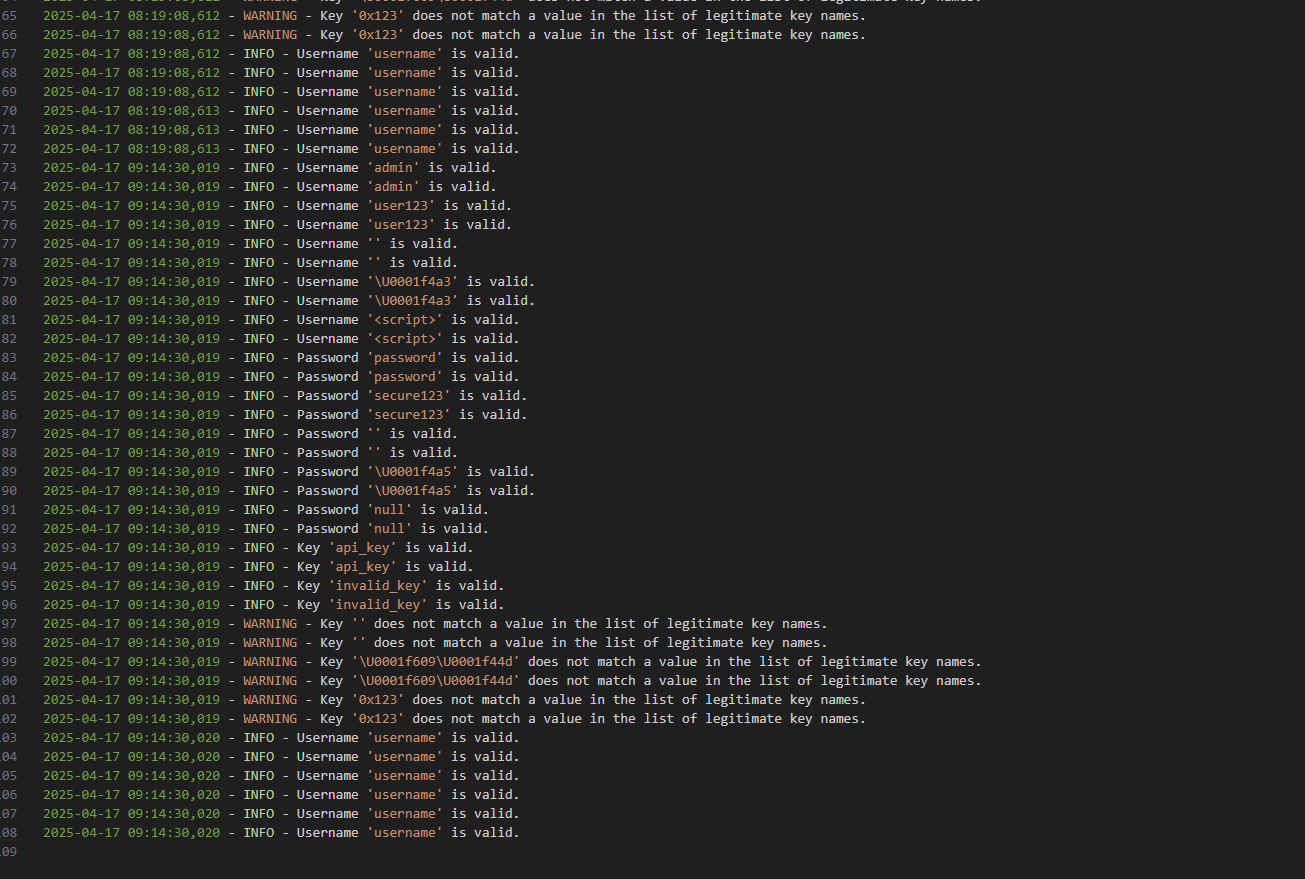 65 2025-04-17 08:19:08,612 - WARNING - Key '0x123' does not match a value in the list of legitimate key names.
66 2025-04-17 08:19:08,612 - WARNING - Key '0x123' does not match a value in the list of legitimate key names.
67 2025-04-17 08:19:08,612 - INFO - Username 'username' is valid.
68 2025-04-17 08:19:08,612 - INFO - Username 'username' is valid.
69 2025-04-17 08:19:08,612 - INFO - Username 'username' is valid.
70 2025-04-17 08:19:08,613 - INFO - Username 'username' is valid.
71 2025-04-17 08:19:08,613 - INFO - Username 'username' is valid.
72 2025-04-17 08:19:08,613 - INFO - Username 'username' is valid.
73 2025-04-17 09:14:30,019 - INFO - Username 'admin' is valid.
74 2025-04-17 09:14:30,019 - INFO - Username 'admin' is valid.
75 2025-04-17 09:14:30,019 - INFO - Username 'user123' is valid.
76 2025-04-17 09:14:30,019 - INFO - Username 'user123' is valid.
77 2025-04-17 09:14:30,019 - INFO - Username '' is valid.
78 2025-04-17 09:14:30,019 - INFO - Username '' is valid.
79 2025-04-17 09:14:30,019 - INFO - Username '\U0001f4a3' is valid.
80 2025-04-17 09:14:30,019 - INFO - Username '\U0001f4a3' is valid.
81 2025-04-17 09:14:30,019 - INFO - Username '<script>' is valid.
82 2025-04-17 09:14:30,019 - INFO - Username '<script>' is valid.
83 2025-04-17 09:14:30,019 - INFO - Password 'password' is valid.
84 2025-04-17 09:14:30,019 - INFO - Password 'password' is valid.
85 2025-04-17 09:14:30,019 - INFO - Password 'secure123' is valid.
86 2025-04-17 09:14:30,019 - INFO - Password 'secure123' is valid.
87 2025-04-17 09:14:30,019 - INFO - Password '' is valid.
88 2025-04-17 09:14:30,019 - INFO - Password '' is valid.
89 2025-04-17 09:14:30,019 - INFO - Password '\U0001f4a5' is valid.
90 2025-04-17 09:14:30,019 - INFO - Password '\U0001f4a5' is valid.
91 2025-04-17 09:14:30,019 - INFO - Password 'null' is valid.
92 2025-04-17 09:14:30,019 - INFO - Password 'null' is valid.
93 2025-04-17 09:14:30,019 - INFO - Key 'api_key' is valid.
94 2025-04-17 09:14:30,019 - INFO - Key 'api_key' is valid.
95 2025-04-17 09:14:30,019 - INFO - Key 'invalid_key' is valid.
96 2025-04-17 09:14:30,019 - INFO - Key 'invalid_key' is valid.
97 2025-04-17 09:14:30,019 - WARNING - Key '' does not match a value in the list of legitimate key names.
98 2025-04-17 09:14:30,019 - WARNING - Key '' does not match a value in the list of legitimate key names.
99 2025-04-17 09:14:30,019 - WARNING - Key '\U0001f609\U0001f44d' does not match a value in the list of legitimate key names.
00 2025-04-17 09:14:30,019 - WARNING - Key '\U0001f609\U0001f44d' does not match a value in the list of legitimate key names.
01 2025-04-17 09:14:30,019 - WARNING - Key '0x123' does not match a value in the list of legitimate key names.
02 2025-04-17 09:14:30,019 - WARNING - Key '0x123' does not match a value in the list of legitimate key names.
03 2025-04-17 09:14:30,020 - INFO - Username 'username' is valid.
04 2025-04-17 09:14:30,020 - INFO - Username 'username' is valid.
05 2025-04-17 09:14:30,020 - INFO - Username 'username' is valid.
06 2025-04-17 09:14:30,020 - INFO - Username 'username' is valid.
07 2025-04-17 09:14:30,020 - INFO - Username 'username' is valid.
08 2025-04-17 09:14:30,020 - INFO - Username 'username' is valid.
09